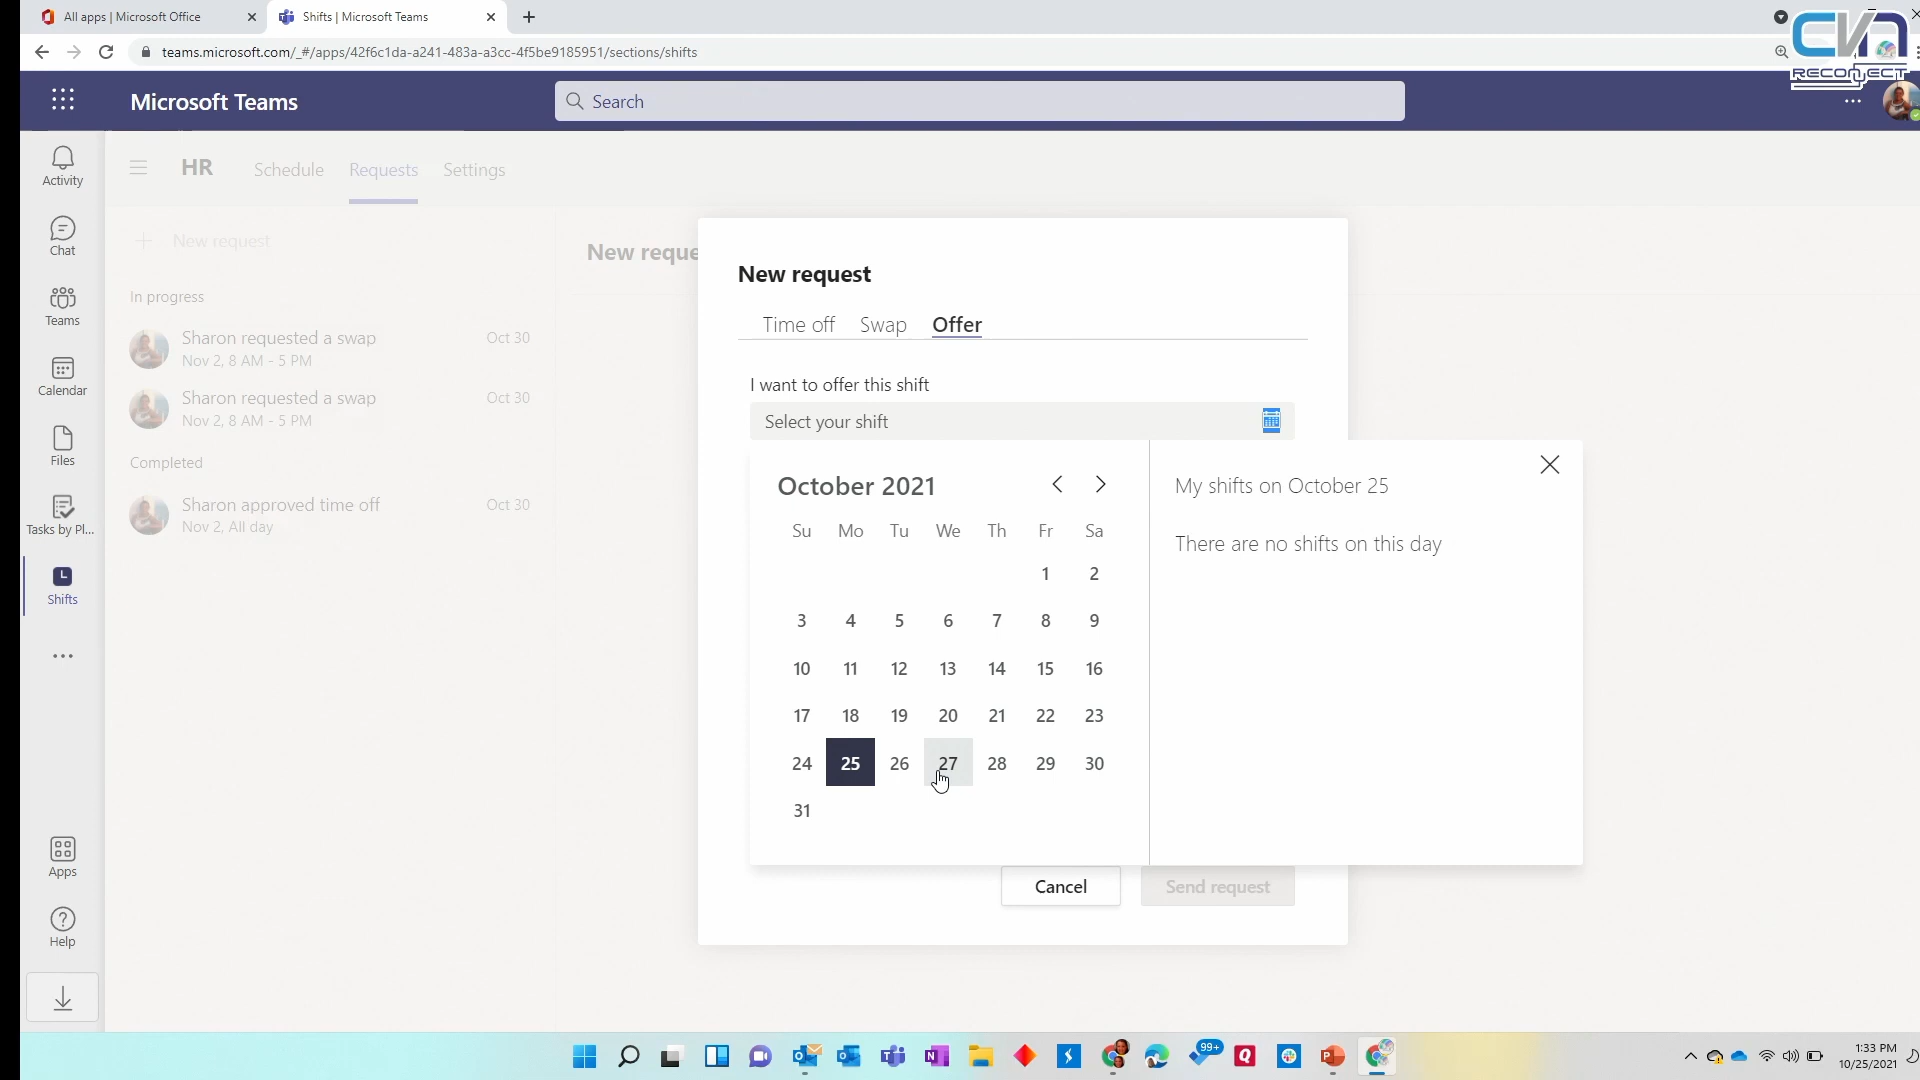 All apps | Microsoft Office
Shifts | Microsoft Teams
teams.microsoft.com/_#/apps/42f6c1da-a241-483a-a3cc-4f5be9185951/sections/shifts
CVN
RECONJECT
Microsoft Teams
Search
Activity
Chat
Teams
Calendar
Files
Tasks by Pl...
Shifts
Apps
Help
HR
Schedule
Requests
Settings
New request
In progress
Sharon requested a swap
Oct 30
Nov 2, 8 AM - 5 PM
Sharon requested a swap
Oct 30
Nov 2, 8 AM - 5 PM
Completed
Sharon approved time off
Oct 30
Nov 2, All day
New reque
New request
Time off
Swap
Offer
I want to offer this shift
Select your shift
October 2021
Su Mo Tu We Th Fr Sa
1 2
3 4 5 6 7 8 9
10 11 12 13 14 15 16
17 18 19 20 21 22 23
24 25 26 27 28 29 30
31
My shifts on October 25
There are no shifts on this day
Cancel
Send request
99+
1:33 PM
10/25/2021